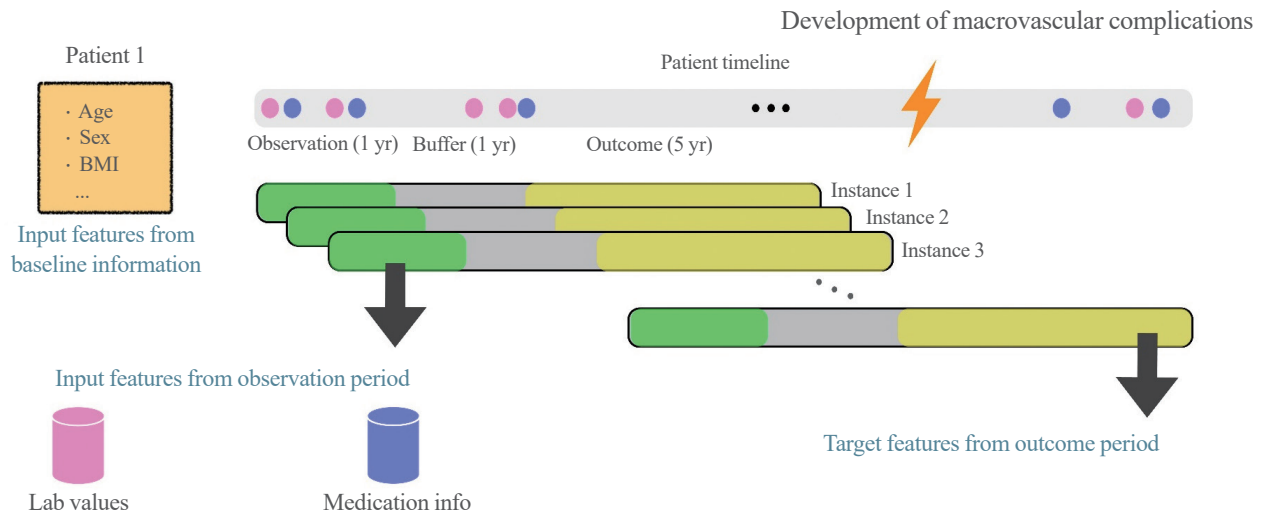 Development of macrovascular complications
Patient 1
· Age
· Sex
· BMI
...
Input features from
baseline information
Patient timeline
Observation (1 yr)
Buffer (1 yr)
Outcome (5 yr)
Instance 1
Instance 2
Instance 3
Input features from observation period
Lab values
Medication info
Target features from outcome period